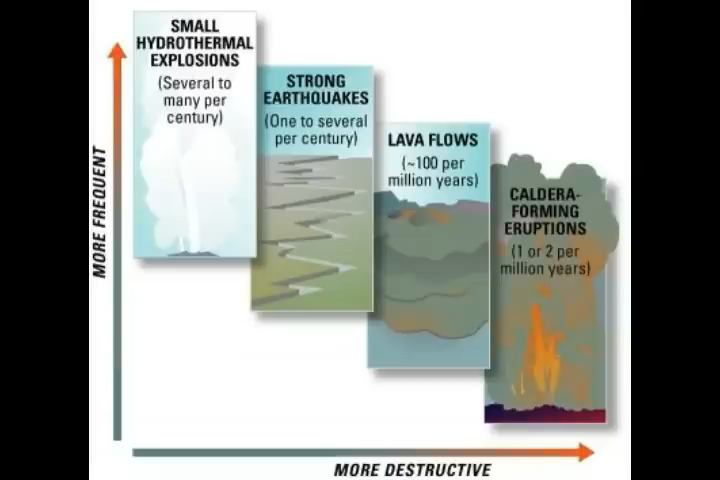 SMALL
HYDROTHERMAL
EXPLOSIONS
(Several to
many per
century)
STRONG
EARTHQUAKES
(One to several
per century)
LAVA FLOWS
(~100 per
million years)
CALDERA-
FORMING
ERUPTIONS
(1 or 2 per
million years)
MORE FREQUENT
MORE DESTRUCTIVE